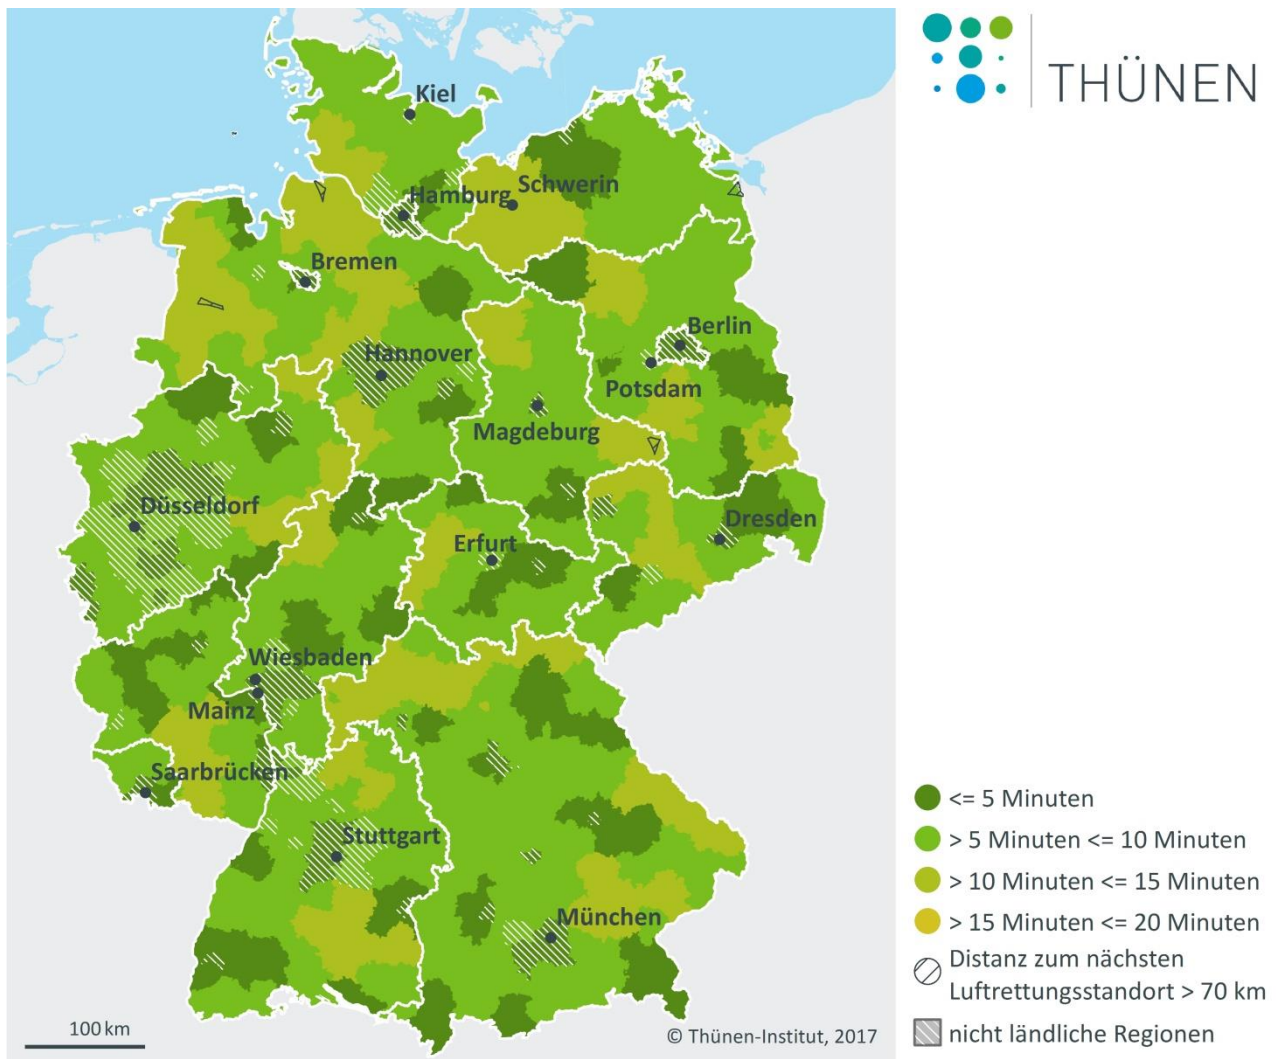 THÜNEN
Kiel
Hamburg
Schwerin
Bremen
Berlin
Hannover
Potsdam
Magdeburg
Düsseldorf
Dresden
Erfurt
Wiesbaden
Mainz
Saarbrücken
Stuttgart
München
<= 5 Minuten
> 5 Minuten <= 10 Minuten
> 10 Minuten <= 15 Minuten
> 15 Minuten <= 20 Minuten
Distanz zum nächsten
Luftrettungsstandort > 70 km
nicht ländliche Regionen
100 km
© Thünen-Institut, 2017